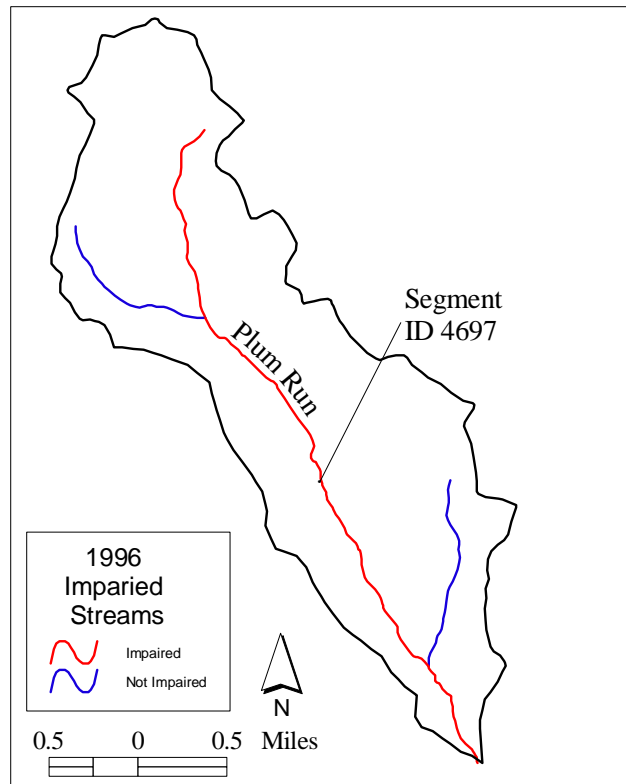 Segment
ID 4697
Plum Run
1996
Imparied
Streams
Impaired
Not Impaired
N
0.5 0 0.5 Miles